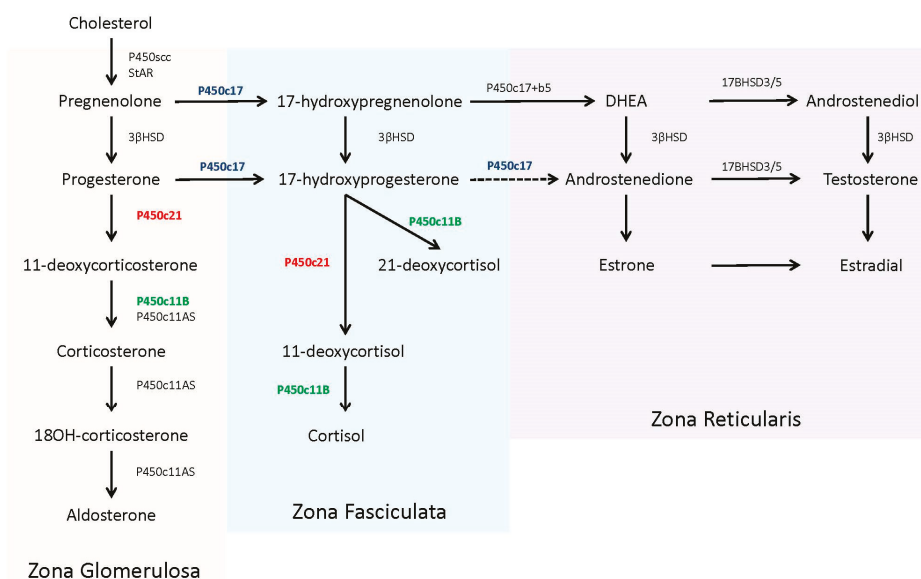 Cholesterol
P450scc
StAR
Pregnenolone
P450c17
17-hydroxypregnenolone
P450c17+b5
DHEA
17BHSD3/5
Androstenediol
3βHSD
3βHSD
3βHSD
3βHSD
Progesterone
P450c17
17-hydroxyprogesterone
P450c17
Androstenedione
17BHSD3/5
Testosterone
P450c21
P450c11B
P450c21
11-deoxycorticosterone
21-deoxycortisol
Estrone
Estradial
P450c11B
P450c11AS
Corticosterone
11-deoxycortisol
P450c11AS
P450c11B
18OH-corticosterone
Cortisol
Zona Reticularis
P450c11AS
Aldosterone
Zona Fasciculata
Zona Glomerulosa